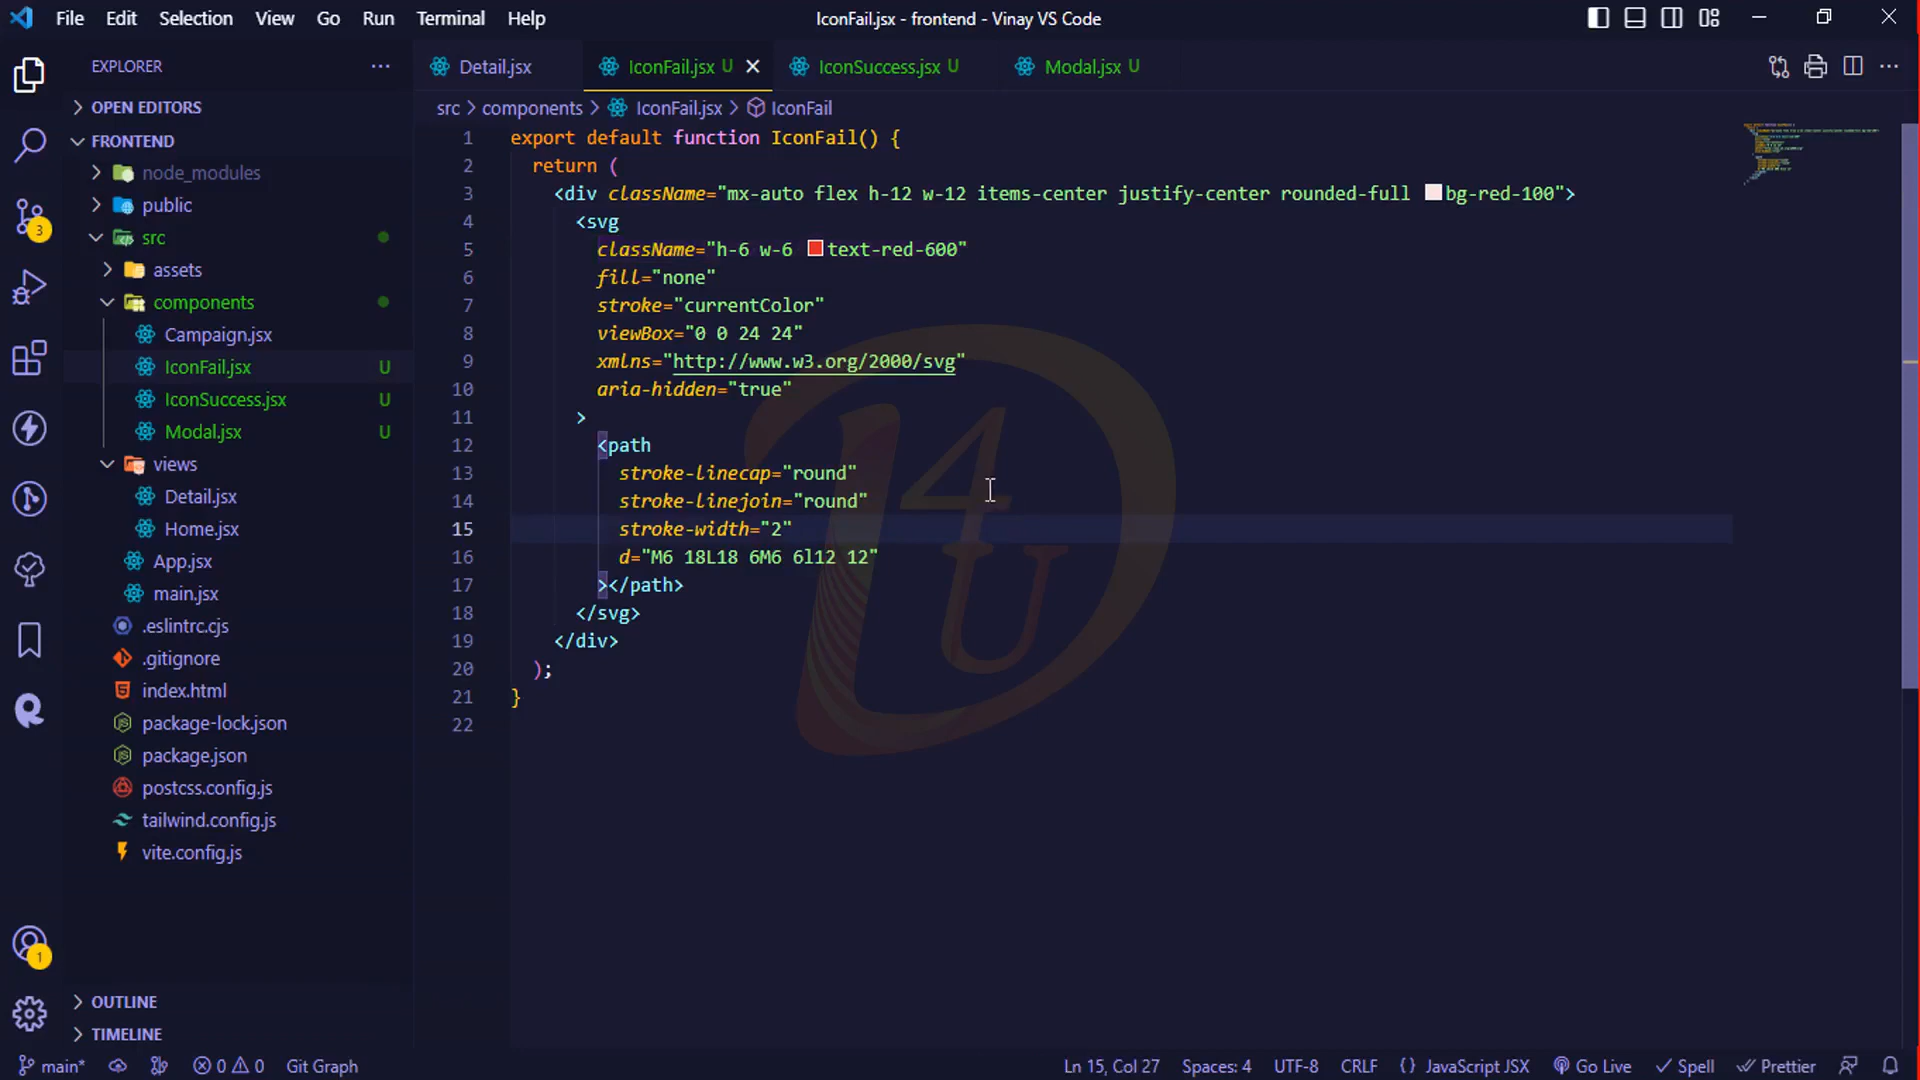 File Edit Selection View Go Run Terminal Help
IconFail.jsx - frontend - Vinay VS Code
EXPLORER
OPEN EDITORS
FRONTEND
node_modules
public
src
assets
components
Campaign.jsx
IconFail.jsx U
IconSuccess.jsx U
Modal.jsx U
views
Detail.jsx
Home.jsx
App.jsx
main.jsx
.eslintrc.cjs
.gitignore
index.html
package-lock.json
package.json
postcss.config.js
tailwind.config.js
vite.config.js
OUTLINE
TIMELINE
3
1
Detail.jsx IconFail.jsx U IconSuccess.jsx U Modal.jsx U
src > components > IconFail.jsx > IconFail
1 export default function IconFail() {
2 return (
3 <div className="mx-auto flex h-12 w-12 items-center justify-center rounded-full bg-red-100">
4 <svg
5 className="h-6 w-6 text-red-600"
6 fill="none"
7 stroke="currentColor"
8 viewBox="0 0 24 24"
9 xmlns="http://www.w3.org/2000/svg"
10 aria-hidden="true"
11 >
12 <path
13 stroke-linecap="round"
14 stroke-linejoin="round"
15 stroke-width="2"
16 d="M6 18L18 6M6 6l12 12"
17 ></path>
18 </svg>
19 </div>
20 );
21 }
22
D4U
main* 0 0 Git Graph Ln 15, Col 27 Spaces: 4 UTF-8 CRLF {} JavaScript JSX Go Live Spell Prettier